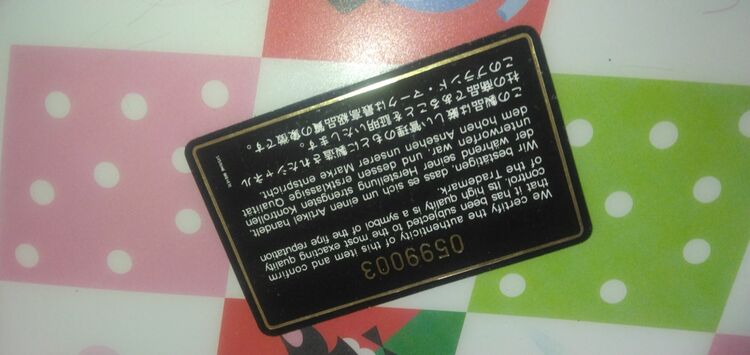 0599003
We certify the authenticity of this item and confirm
that it has been subjected to the most exacting quality
control. Its high quality is a symbol of the fine reputation
of the Trademark.
Wir bestätigen, dass es sich um einen Artikel handelt,
der während seiner Herstellung strengsten Kontrollen
unterworfen war, und dessen erstklassige Qualität
dem hohen Ansehen unserer Marke entspricht.
この製品は厳しい管理のもとに製造されたシャネル
社の商品であることを証明いたします。
このブランド・マークは最高級品質の象徴です。